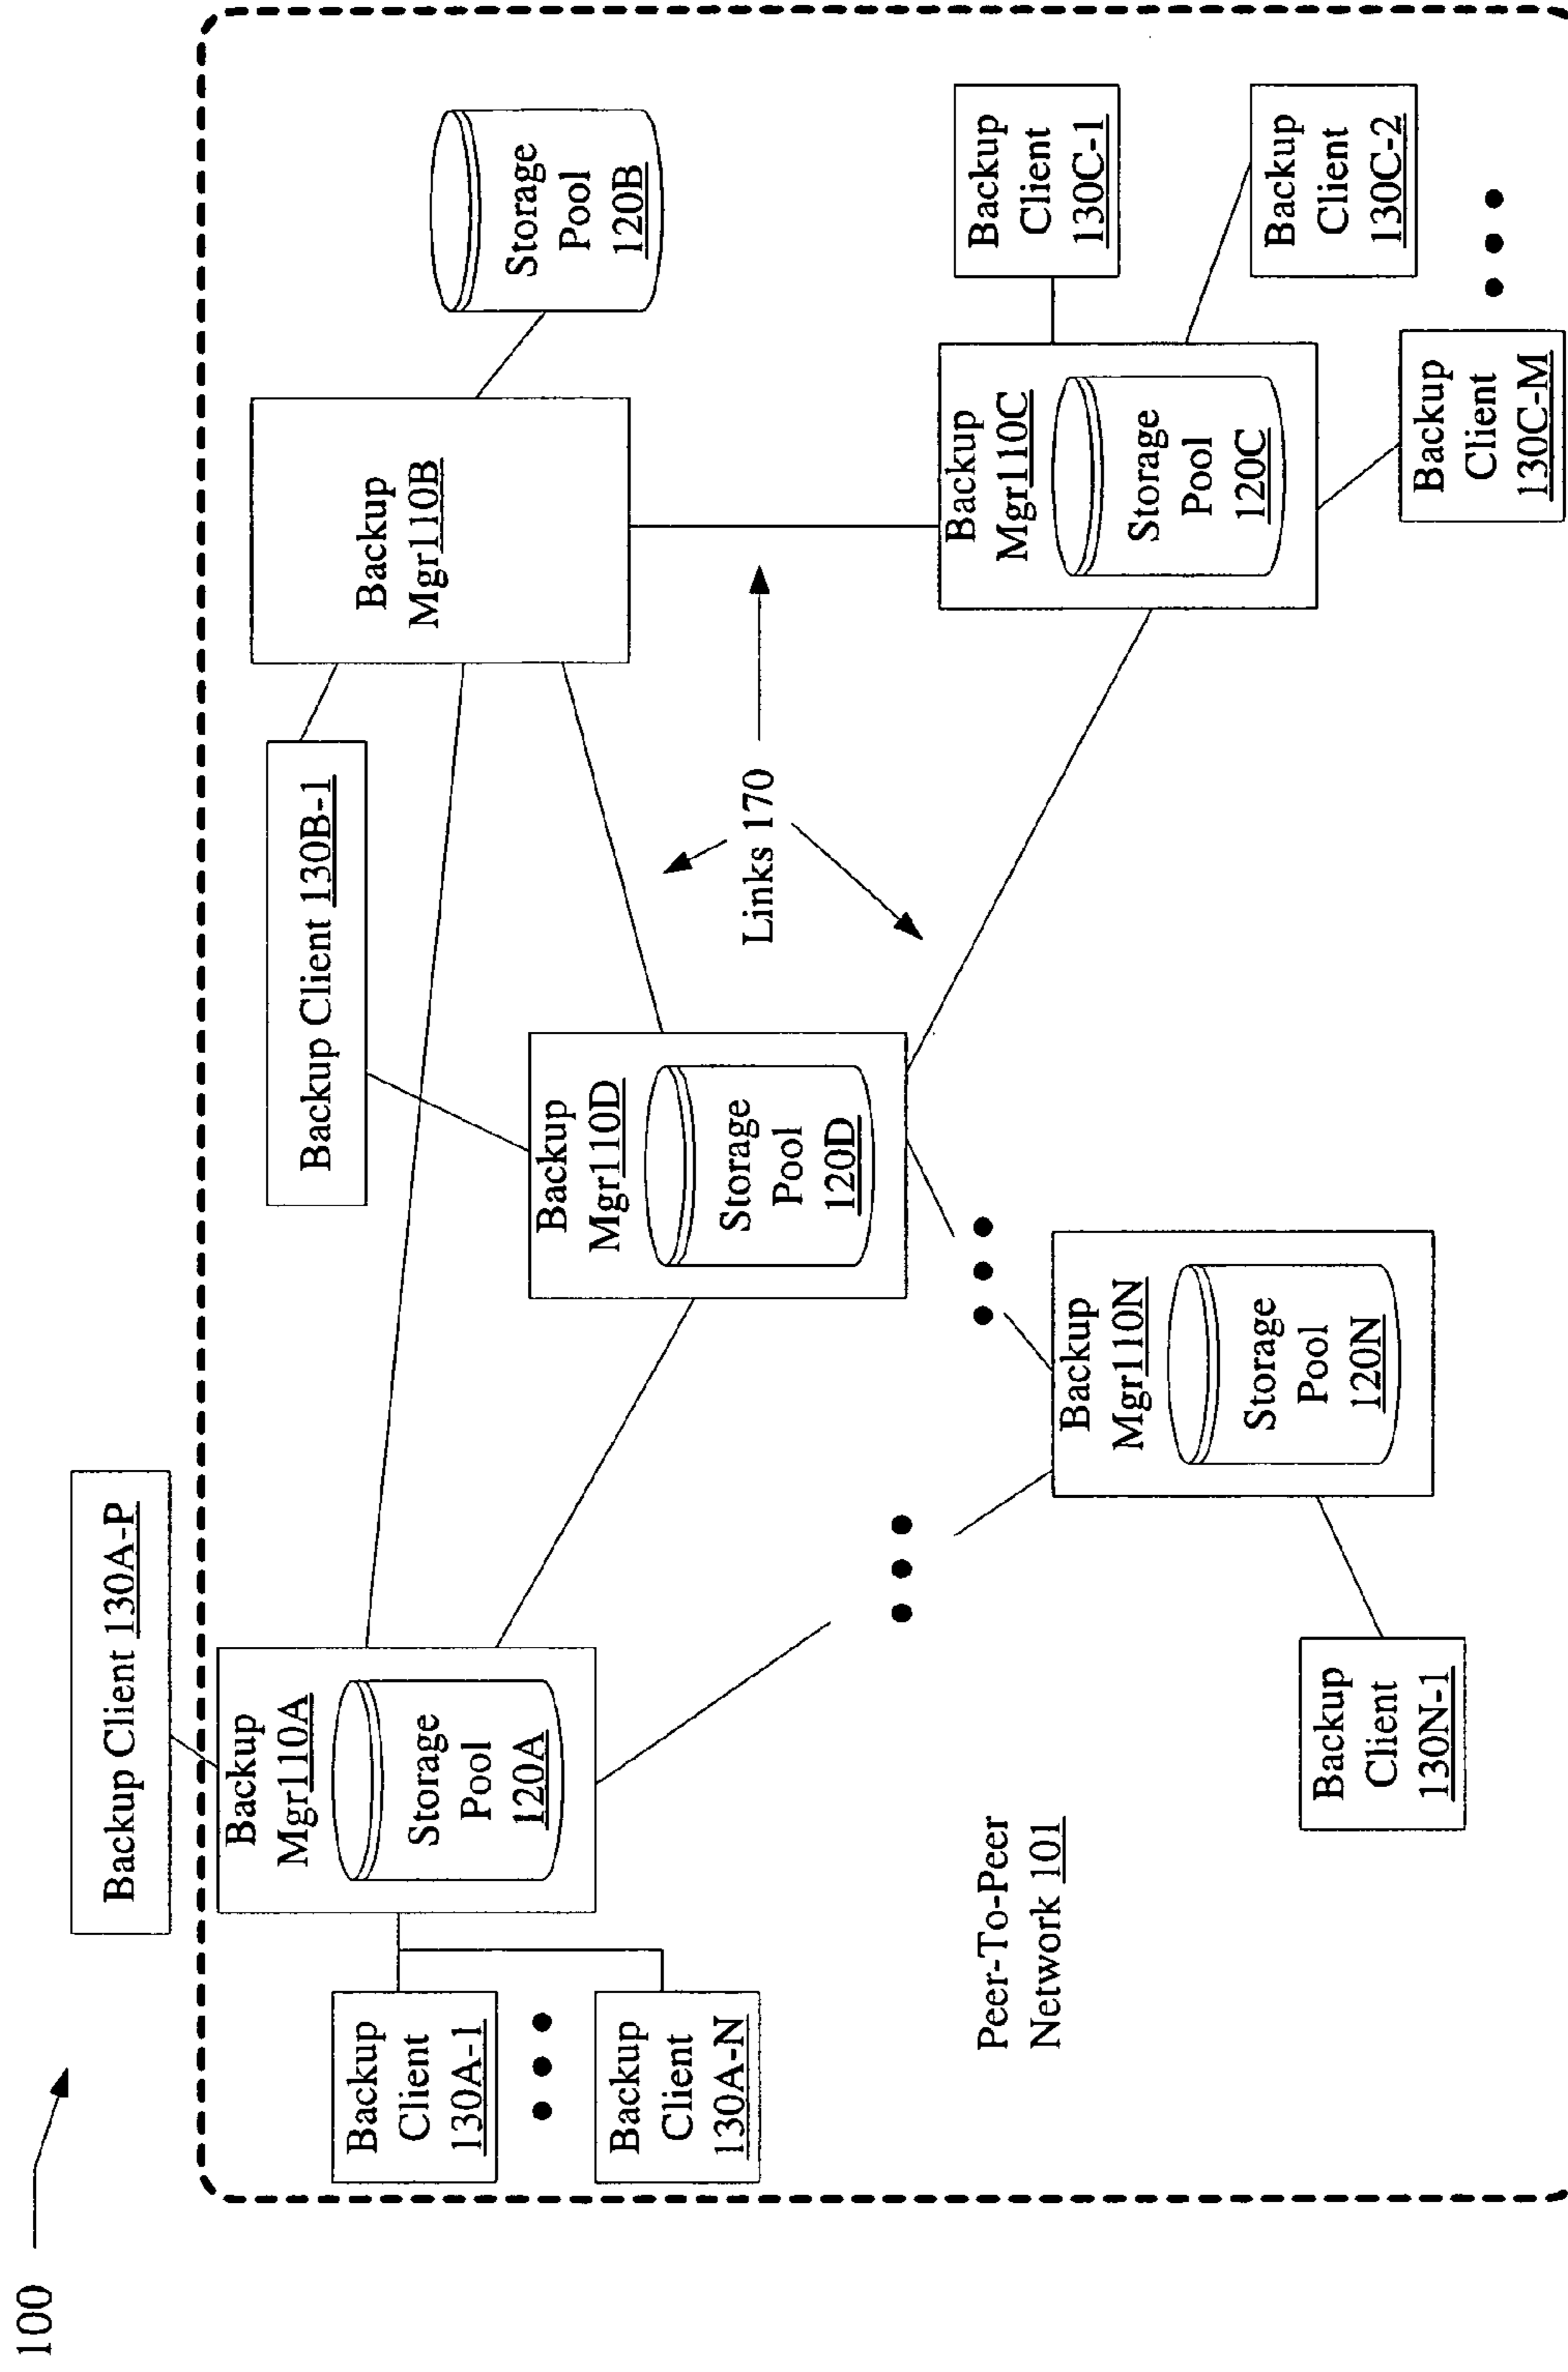 100
Backup Client 130A-P
Backup
Mgr110A
Storage
Pool
120A
Backup
Client
130A-1
Backup
Client
130A-N
Backup Client 130B-1
Backup
Mgr110B
Storage
Pool
120B
Backup
Mgr110D
Storage
Pool
120D
Links 170
Backup
Mgr110C
Storage
Pool
120C
Backup
Client
130C-1
Backup
Client
130C-2
Backup
Client
130C-M
Backup
Mgr110N
Storage
Pool
120N
Backup
Client
130N-1
Peer-To-Peer
Network 101